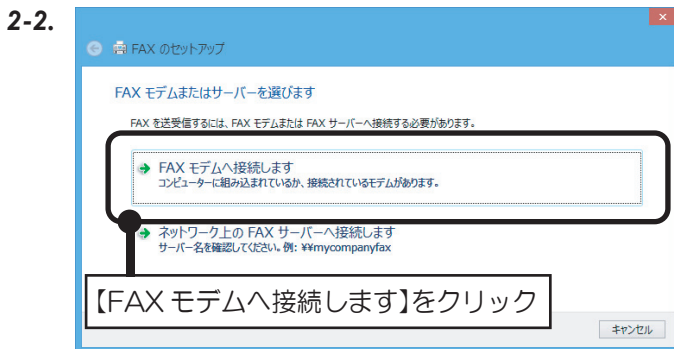 2-2.
FAX のセットアップ
FAX モデムまたはサーバーを選びます
FAX を送受信するには、FAX モデムまたは FAX サーバーへ接続する必要があります。
FAX モデムへ接続します
コンピューターに組み込まれているか、接続されているモデムがあります。
ネットワーク上の FAX サーバーへ接続します
サーバー名を確認してください。例: ¥¥mycompanyfax
【FAX モデムへ接続します】をクリック
キャンセル